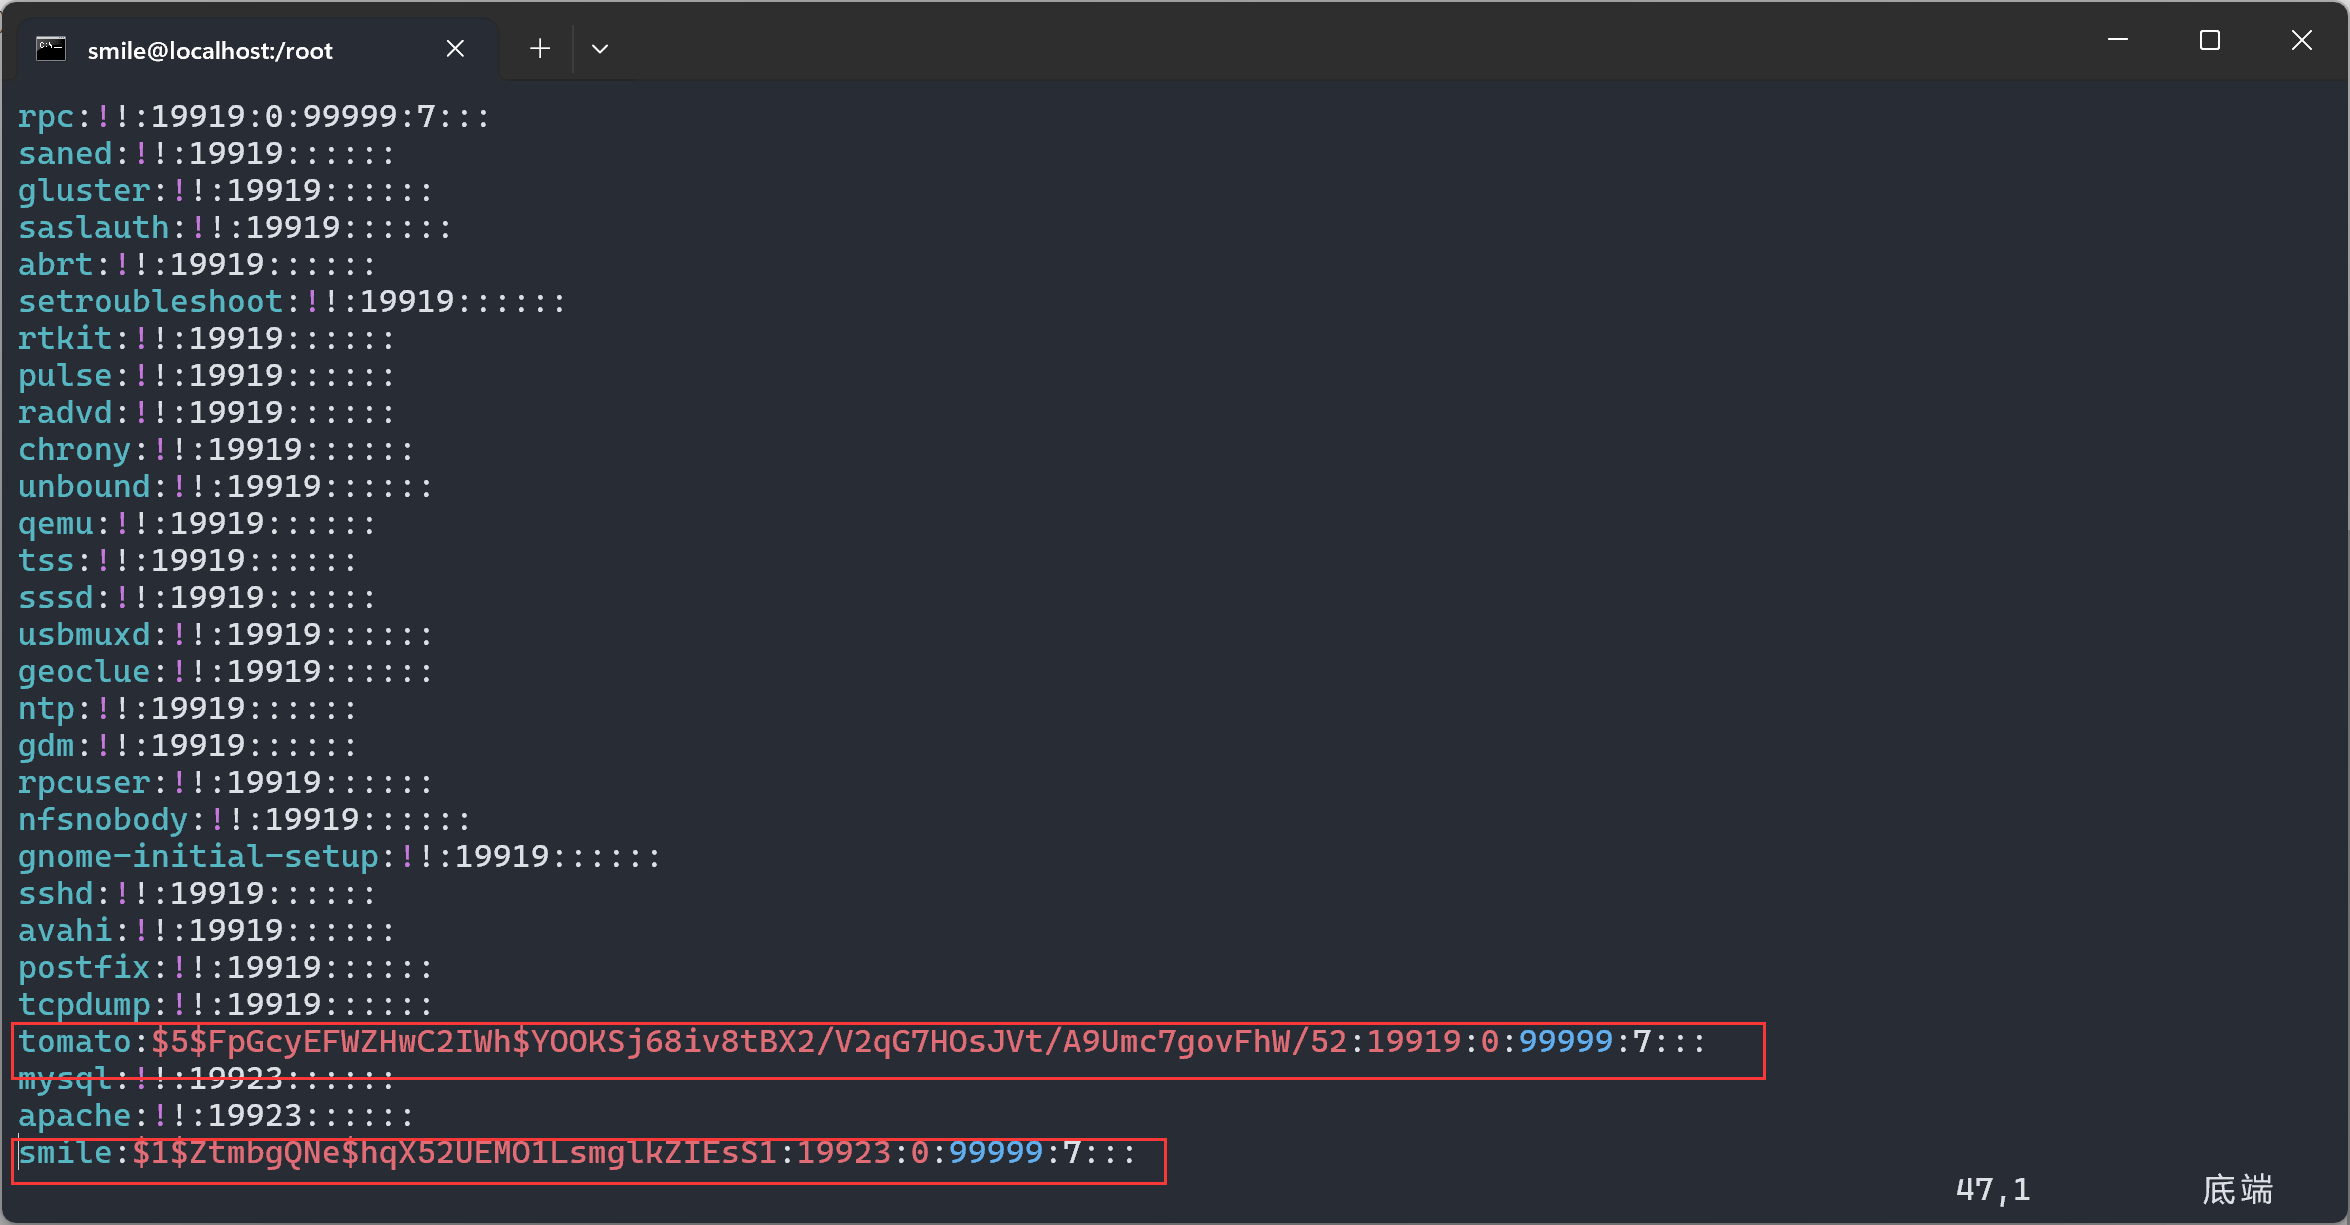 smile@localhost:/root
rpc:!!:19919:0:99999:7:::
saned:!!:19919::::::
gluster:!!:19919::::::
saslauth:!!:19919::::::
abrt:!!:19919::::::
setroubleshoot:!!:19919::::::
rtkit:!!:19919::::::
pulse:!!:19919::::::
radvd:!!:19919::::::
chrony:!!:19919::::::
unbound:!!:19919::::::
qemu:!!:19919::::::
tss:!!:19919::::::
sssd:!!:19919::::::
usbmuxd:!!:19919::::::
geoclue:!!:19919::::::
ntp:!!:19919::::::
gdm:!!:19919::::::
rpcuser:!!:19919::::::
nfsnobody:!!:19919::::::
gnome-initial-setup:!!:19919::::::
sshd:!!:19919::::::
avahi:!!:19919::::::
postfix:!!:19919::::::
tcpdump:!!:19919::::::
tomato:$5$FpGcyEFWZHwC2IWh$YOOKSj68iv8tBX2/V2qG7HOsJVt/A9Umc7govFhW/52:19919:0:99999:7:::
mysql:!!:19923::::::
apache:!!:19923::::::
smile:$1$ZtmbgQNe$hqX52UEMO1LsmglkZIEsS1:19923:0:99999:7:::
47,1 底端